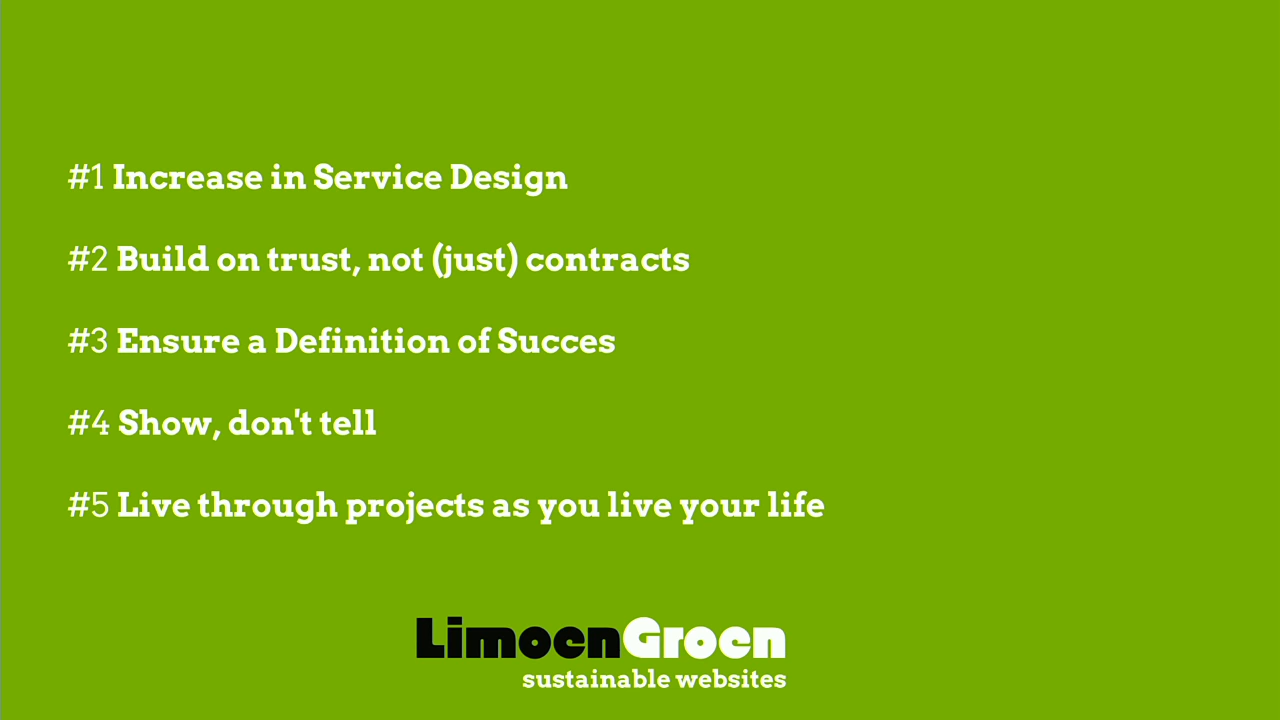 #1 Increase in Service Design
#2 Build on trust, not (just) contracts
#3 Ensure a Definition of Succes
#4 Show, don't tell
#5 Live through projects as you live your life
LimoenGroen
sustainable websites